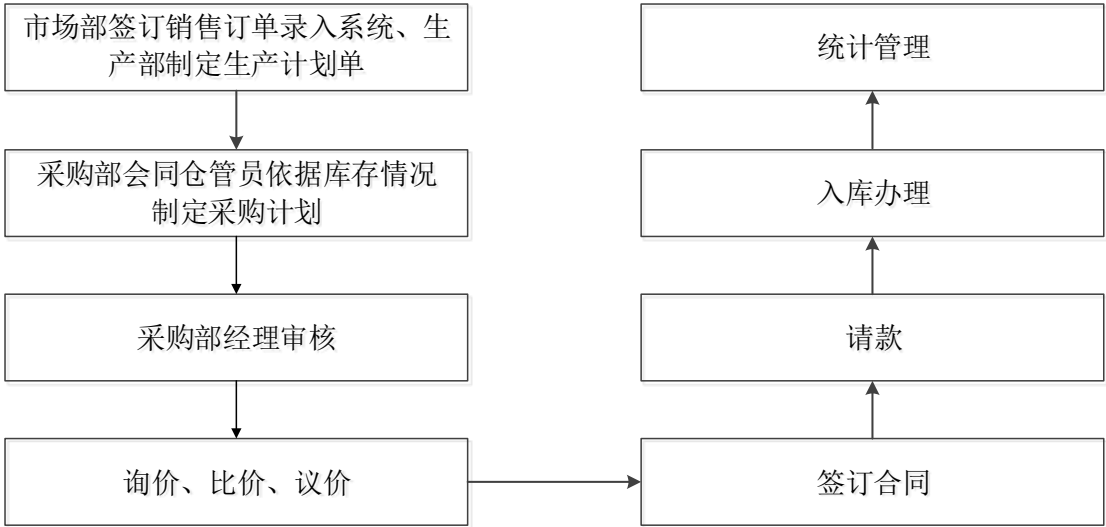 市场部签订销售订单录入系统、生
产部制定生产计划单
采购部会同仓管员依据库存情况
制定采购计划
采购部经理审核
询价、比价、议价
签订合同
请款
入库办理
统计管理